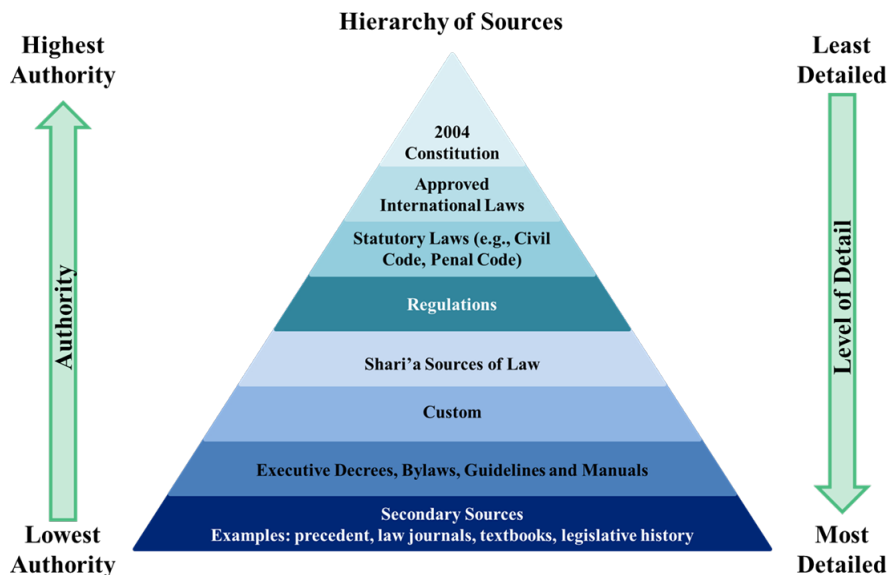 Hierarchy of Sources
Highest
Authority
Least
Detailed
2004
Constitution
Approved
International Laws
Statutory Laws (e.g., Civil
Code, Penal Code)
Regulations
Authority
Level of Detail
Shari’a Sources of Law
Custom
Executive Decrees, Bylaws, Guidelines and Manuals
Secondary Sources
Examples: precedent, law journals, textbooks, legislative history
Lowest
Authority
Most
Detailed